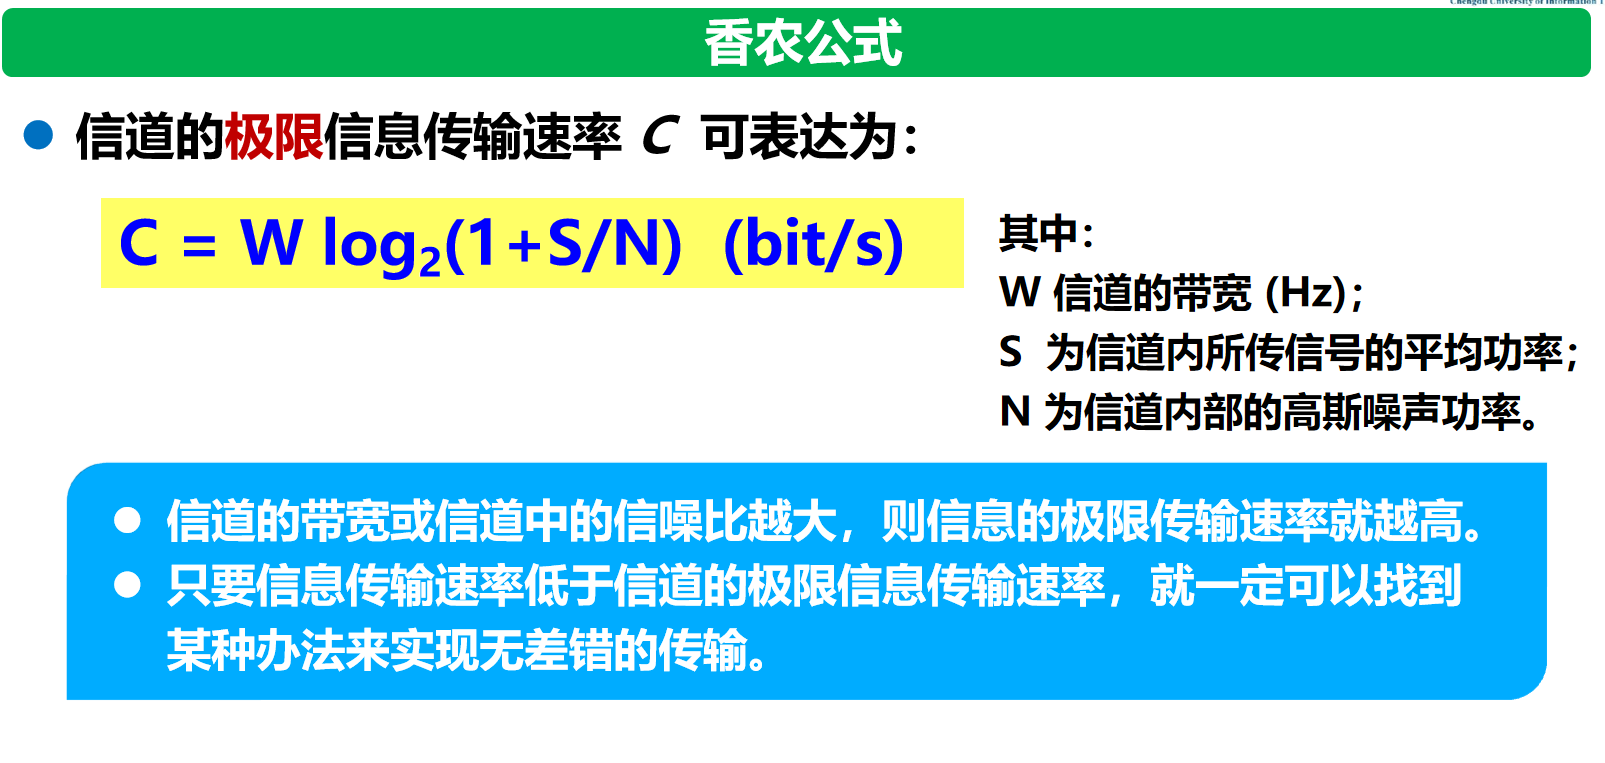 Chengdu University of Information T
香农公式
信道的极限信息传输速率 C 可表达为：
C = W log₂(1+S/N) (bit/s)
其中：
W 信道的带宽 (Hz)；
S 为信道内所传信号的平均功率；
N 为信道内部的高斯噪声功率。
信道的带宽或信道中的信噪比越大，则信息的极限传输速率就越高。
只要信息传输速率低于信道的极限信息传输速率，就一定可以找到
某种办法来实现无差错的传输。